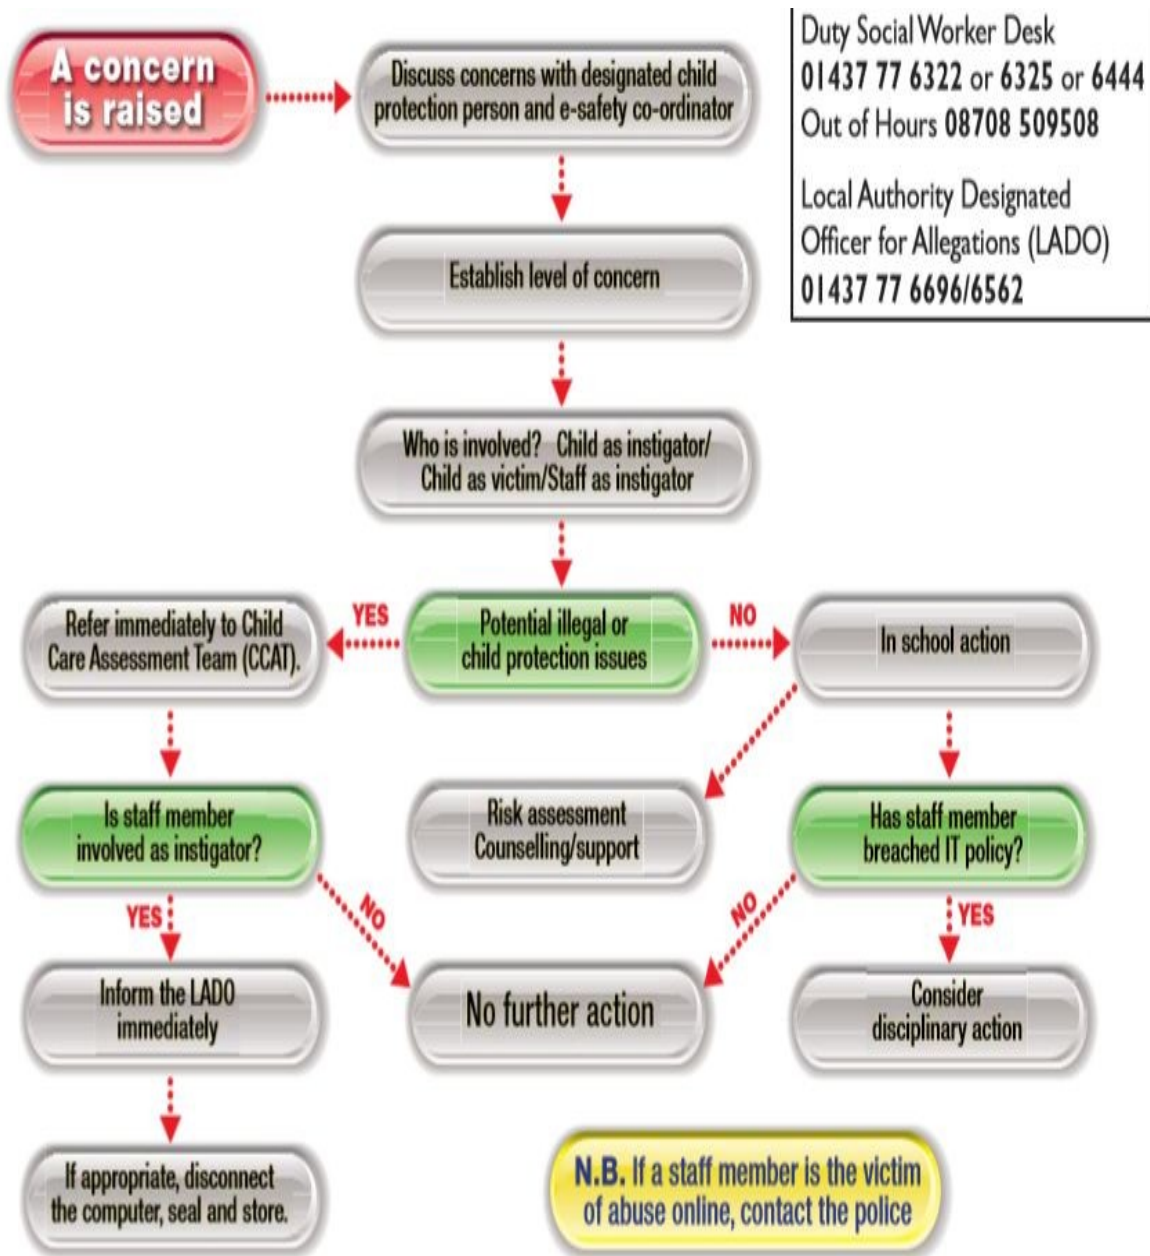 A concern
is raised
Discuss concerns with designated child
protection person and e-safety co-ordinator
Duty Social Worker Desk
01437 77 6322 or 6325 or 6444
Out of Hours 08708 509508
Local Authority Designated
Officer for Allegations (LADO)
01437 77 6696/6562
Establish level of concern
Who is involved? Child as instigator/
Child as victim/Staff as instigator
Refer immediately to Child
Care Assessment Team (CCAT).
YES
Potential illegal or
child protection issues
NO
In school action
Is staff member
involved as instigator?
Risk assessment
Counselling/support
Has staff member
breached IT policy?
YES
NO
NO
YES
Inform the LADO
immediately
No further action
Consider
disciplinary action
If appropriate, disconnect
the computer, seal and store.
N.B. If a staff member is the victim
of abuse online, contact the police